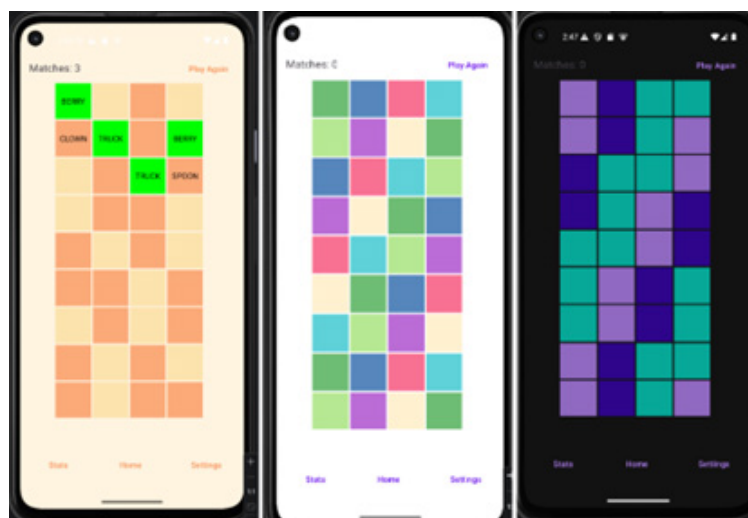 Matches: 3 Play Again
BERRY
CLOWN TRUCK BERRY
TRUCK SPOON
Stats Home Settings
Matches: 0 Play Again
Stats Home Settings
2:47
Matches: 0 Play Again
Stats Home Settings